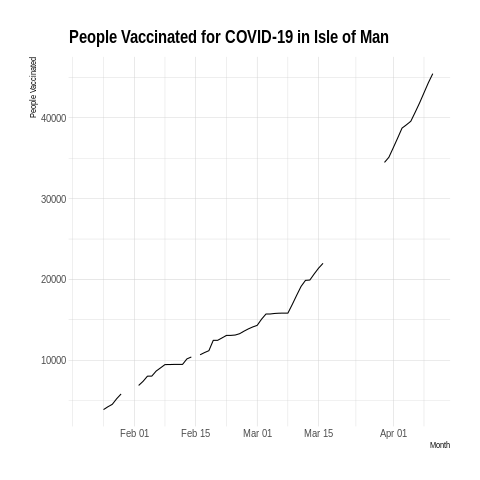 People Vaccinated for COVID-19 in Isle of Man
People Vaccinated
40000
30000
20000
10000
Feb 01 Feb 15 Mar 01 Mar 15 Apr 01
Month